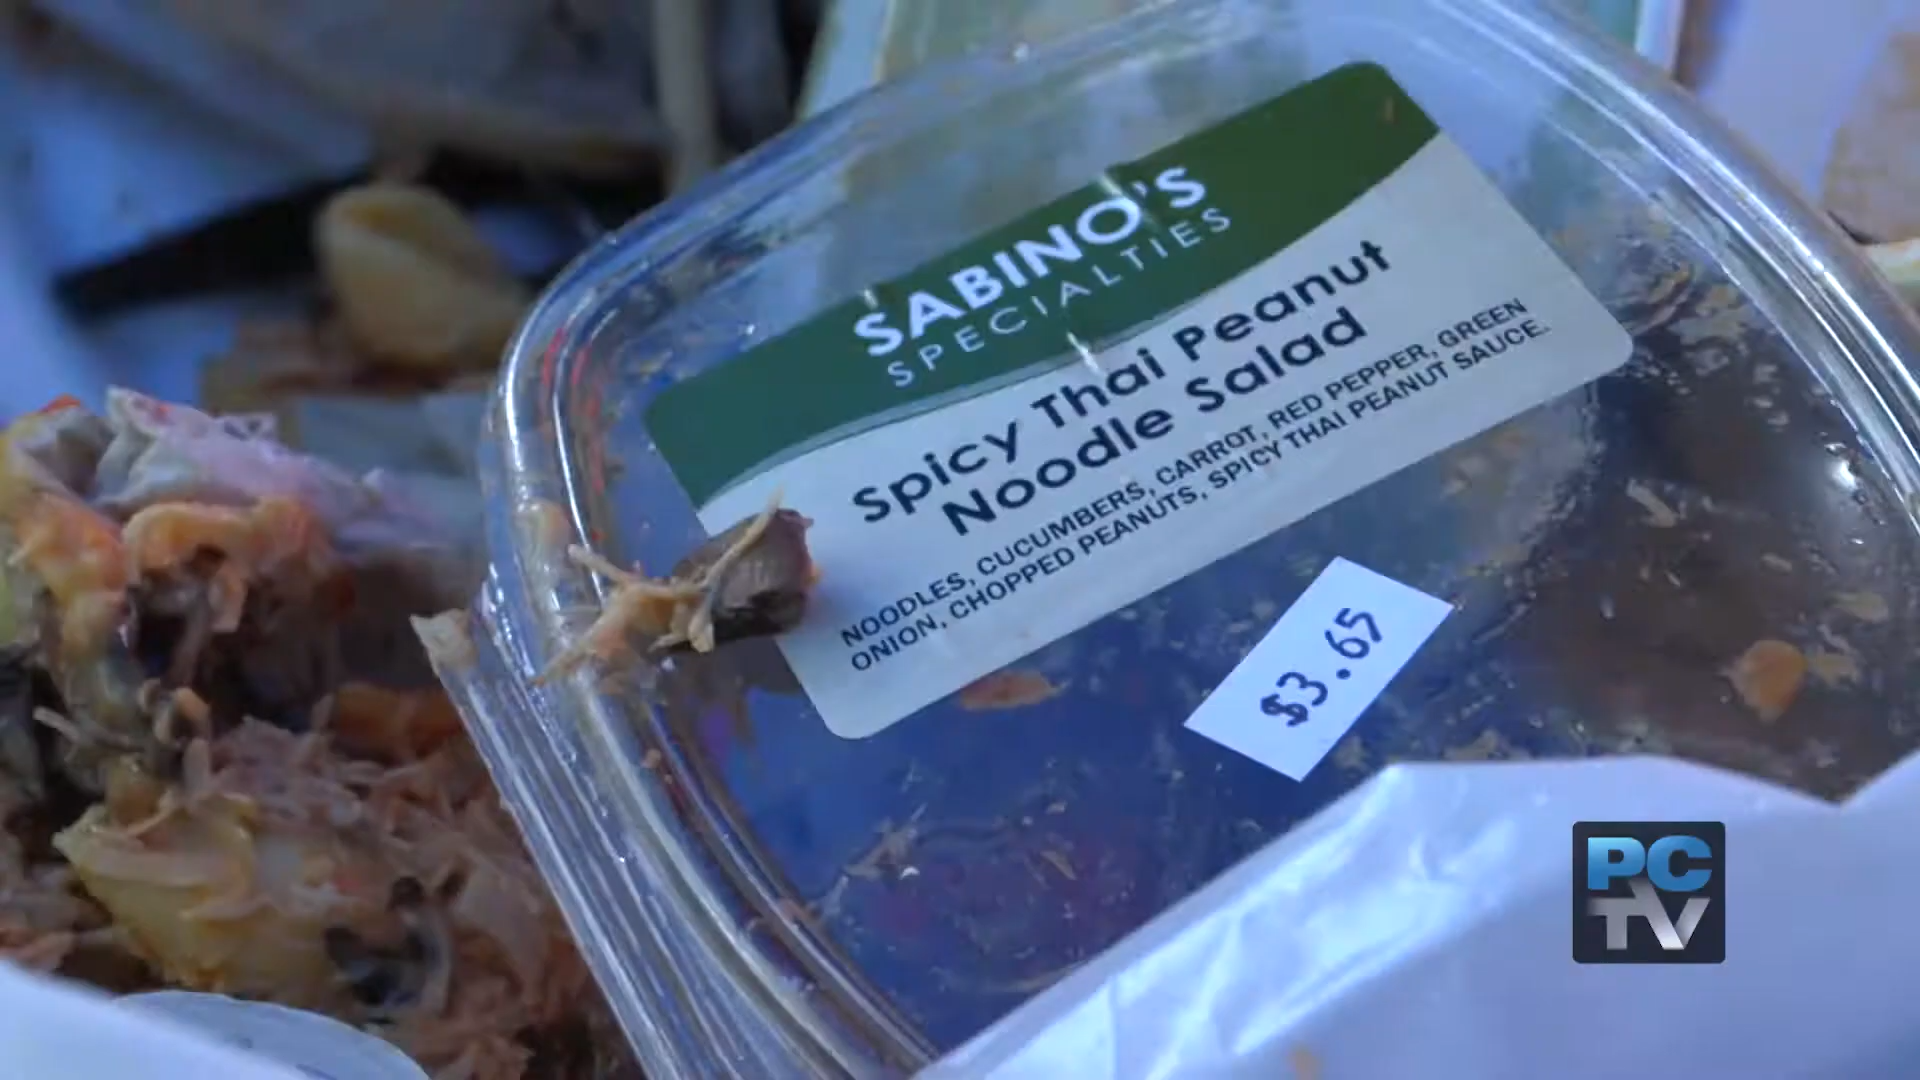 SABINO'S
SPECIALTIES
Spicy Thai Peanut
Noodle Salad
NOODLES, CUCUMBERS, CARROT, RED PEPPER, GREEN
ONION, CHOPPED PEANUTS, SPICY THAI PEANUT SAUCE.
$3.65
PC
TV